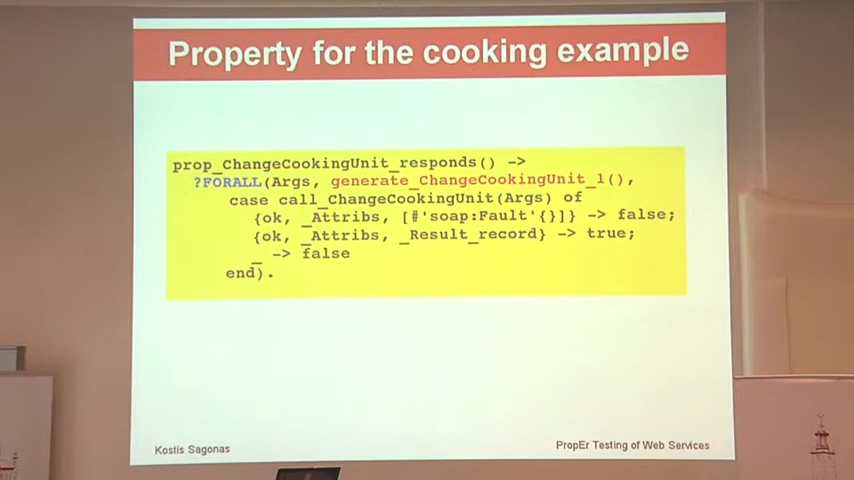 Property for the cooking example
prop_ChangeCookingUnit_responds() ->
?FORALL(Args, generate_ChangeCookingUnit_1(),
case call_ChangeCookingUnit(Args) of
{ok, _Attribs, [#'soap:Fault'{}]} -> false;
{ok, _Attribs, _Result_record} -> true;
_ -> false
end).
Kostis Sagonas
PropEr Testing of Web Services